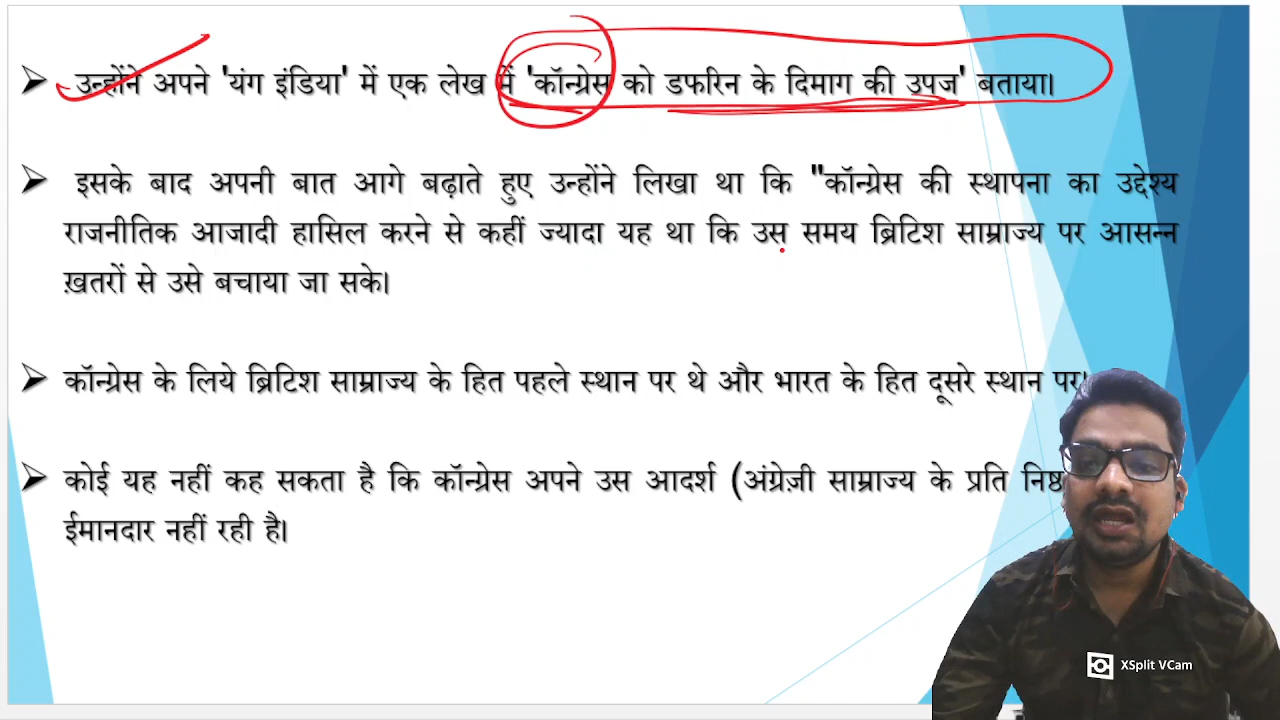 उन्होंने अपने 'यंग इंडिया' में एक लेख में 'कॉन्ग्रेस को डफरिन के दिमाग की उपज' बताया।
इसके बाद अपनी बात आगे बढ़ाते हुए उन्होंने लिखा था कि "कॉन्ग्रेस की स्थापना का उद्देश्य
राजनीतिक आजादी हासिल करने से कहीं ज्यादा यह था कि उस समय ब्रिटिश साम्राज्य पर आसन्न
ख़तरों से उसे बचाया जा सके।
कॉन्ग्रेस के लिये ब्रिटिश साम्राज्य के हित पहले स्थान पर थे और भारत के हित दूसरे स्थान पर।
कोई यह नहीं कह सकता है कि कॉन्ग्रेस अपने उस आदर्श (अंग्रेज़ी साम्राज्य के प्रति
ईमानदार नहीं रही है।
XSplit VCam